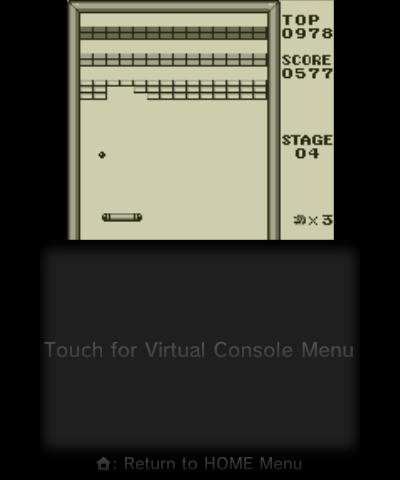 TOP
0978
SCORE
0577
STAGE
04
×3
Touch for Virtual Console Menu
: Return to HOME Menu